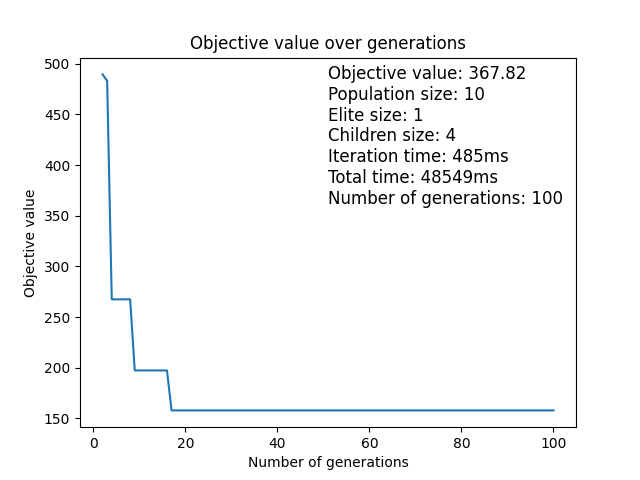 Objective value over generations
Objective value: 367.82
Population size: 10
Elite size: 1
Children size: 4
Iteration time: 485ms
Total time: 48549ms
Number of generations: 100
Objective value
500
450
400
350
300
250
200
150
0 20 40 60 80 100
Number of generations